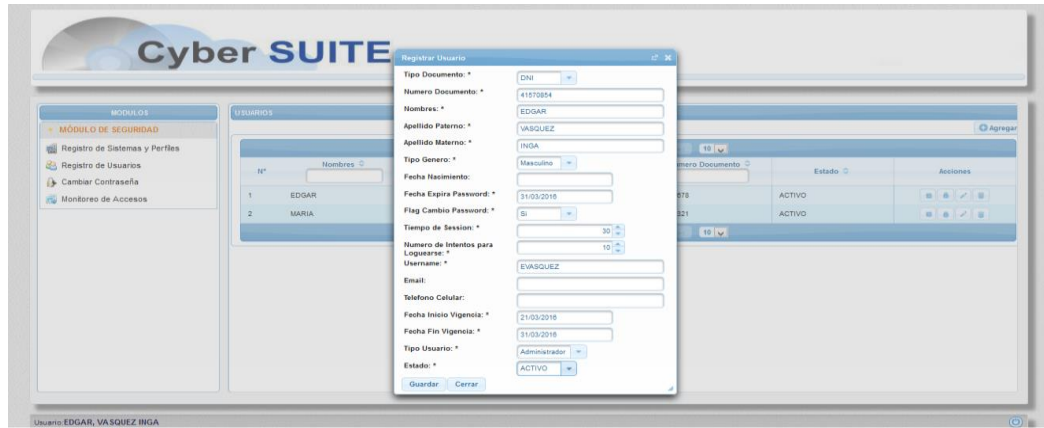 Cyber SUITE
MODULOS
MÓDULO DE SEGURIDAD
Registro de Sistemas y Perfiles
Registro de Usuarios
Cambiar Contraseña
Monitoreo de Accesos
USUARIOS
Agregar
10
Nº
Nombres
mero Documento
Estado
Acciones
1 EDGAR 678 ACTIVO
2 MARIA 321 ACTIVO
10
Registrar Usuario
Tipo Documento: * DNI
Numero Documento: * 41570854
Nombres: * EDGAR
Apellido Paterno: * VASQUEZ
Apellido Materno: * INGA
Tipo Genero: * Masculino
Fecha Nacimiento:
Fecha Expira Password: * 31/03/2016
Flag Cambio Password: * Si
Tiempo de Session: * 30
Numero de Intentos para
Loguearse: * 10
Username: * EVASQUEZ
Email:
Telefono Celular:
Fecha Inicio Vigencia: * 21/03/2016
Fecha Fin Vigencia: * 31/03/2016
Tipo Usuario: * Administrador
Estado: * ACTIVO
Guardar Cerrar
Usuario:EDGAR, VASQUEZ INGA